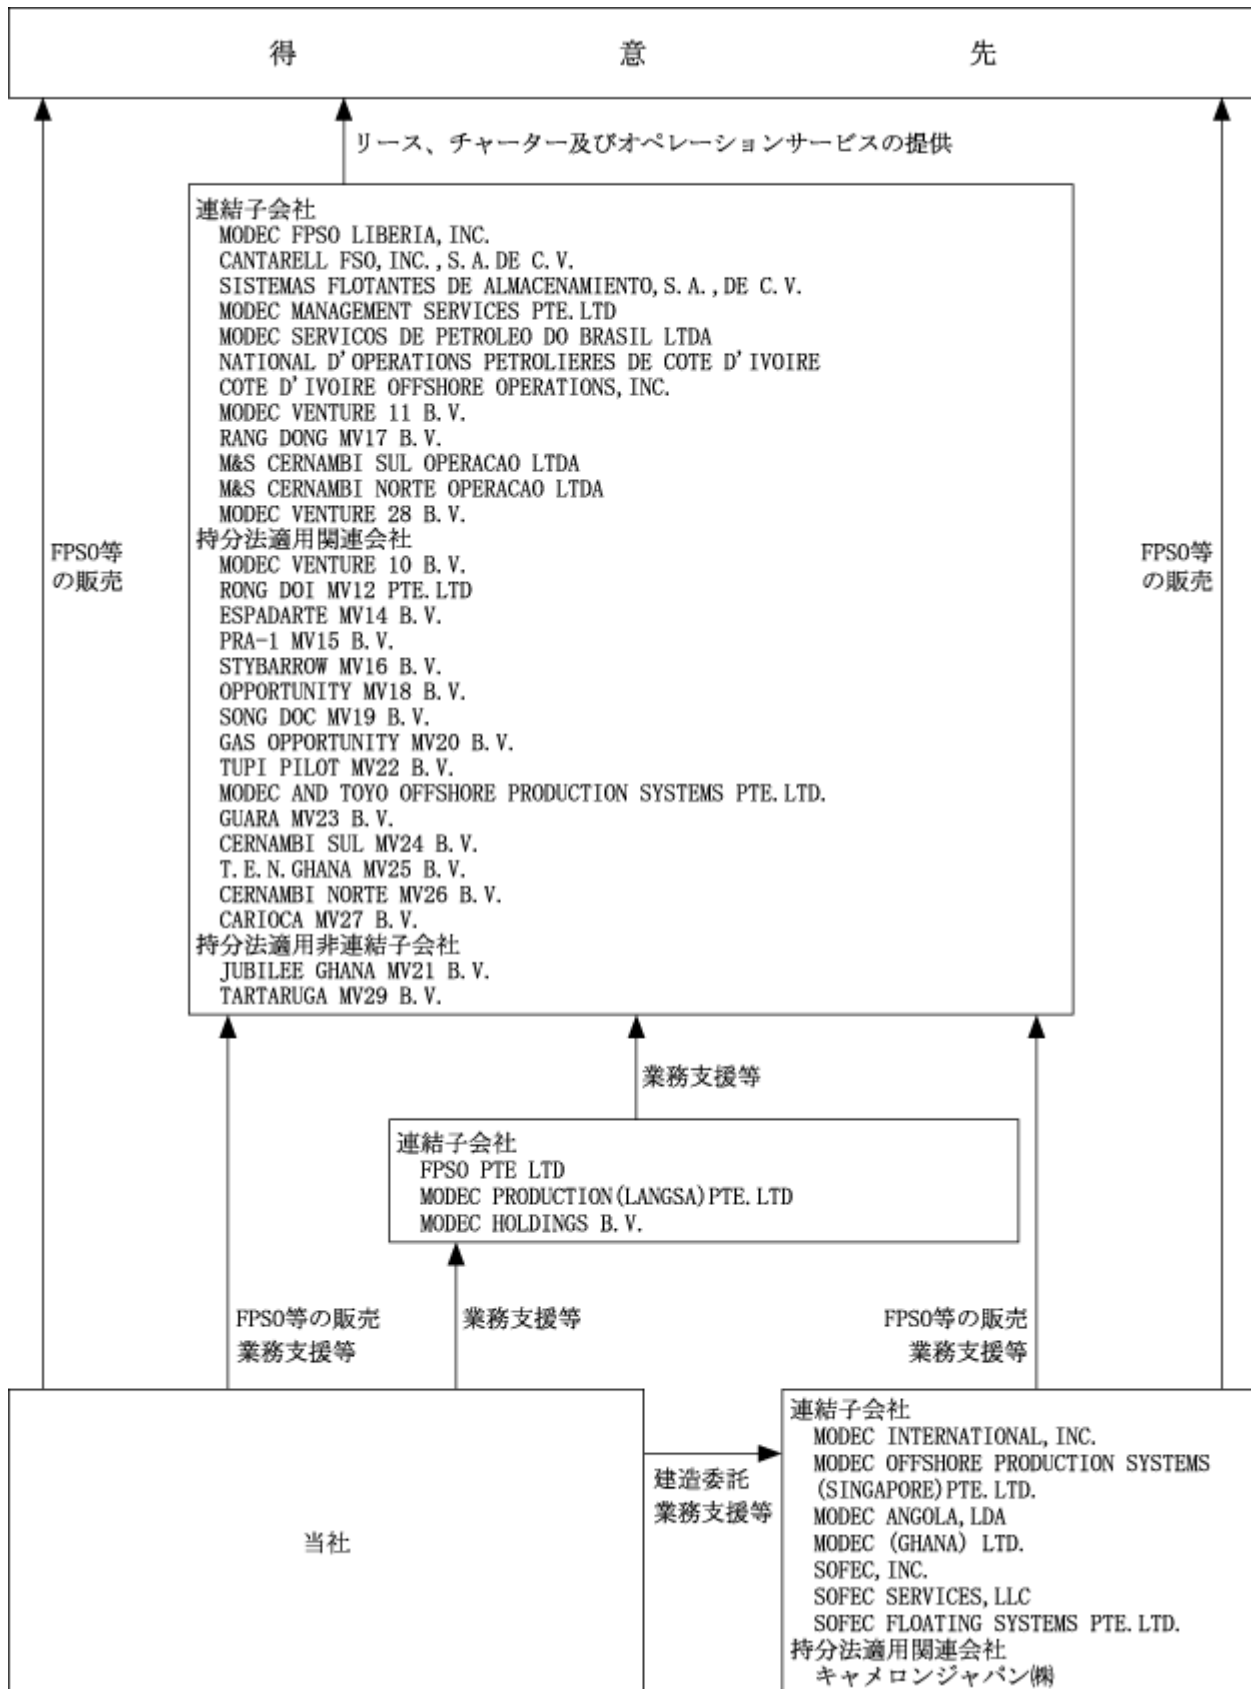 得意先
リース、チャーター及びオペレーションサービスの提供
連結子会社
MODEC FPSO LIBERIA,INC.
CANTARELL FSO,INC.,S.A.DE C.V.
SISTEMAS FLOTANTES DE ALMACENAMIENTO,S.A.,DE C.V.
MODEC MANAGEMENT SERVICES PTE.LTD
MODEC SERVICOS DE PETROLEO DO BRASIL LTDA
NATIONAL D'OPERATIONS PETROLIERES DE COTE D'IVOIRE
COTE D'IVOIRE OFFSHORE OPERATIONS,INC.
MODEC VENTURE 11 B.V.
RANG DONG MV17 B.V.
M&S CERNAMBI SUL OPERACAO LTDA
M&S CERNAMBI NORTE OPERACAO LTDA
MODEC VENTURE 28 B.V.
持分法適用関連会社
MODEC VENTURE 10 B.V.
RONG DOI MV12 PTE.LTD
ESPADARTE MV14 B.V.
PRA-1 MV15 B.V.
STYBARROW MV16 B.V.
OPPORTUNITY MV18 B.V.
SONG DOC MV19 B.V.
GAS OPPORTUNITY MV20 B.V.
TUPI PILOT MV22 B.V.
MODEC AND TOYO OFFSHORE PRODUCTION SYSTEMS PTE.LTD.
GUARA MV23 B.V.
CERNAMBI SUL MV24 B.V.
T.E.N.GHANA MV25 B.V.
CERNAMBI NORTE MV26 B.V.
CARIOCA MV27 B.V.
持分法適用非連結子会社
JUBILEE GHANA MV21 B.V.
TARTARUGA MV29 B.V.
FPSO等
の販売
FPSO等
の販売
業務支援等
連結子会社
FPSO PTE LTD
MODEC PRODUCTION(LANGSA)PTE.LTD
MODEC HOLDINGS B.V.
FPSO等の販売
業務支援等
業務支援等
FPSO等の販売
業務支援等
当社
建造委託
業務支援等
連結子会社
MODEC INTERNATIONAL,INC.
MODEC OFFSHORE PRODUCTION SYSTEMS
(SINGAPORE)PTE.LTD.
MODEC ANGOLA,LDA
MODEC (GHANA) LTD.
SOFEC,INC.
SOFEC SERVICES,LLC
SOFEC FLOATING SYSTEMS PTE.LTD.
持分法適用関連会社
キャメロンジャパン㈱